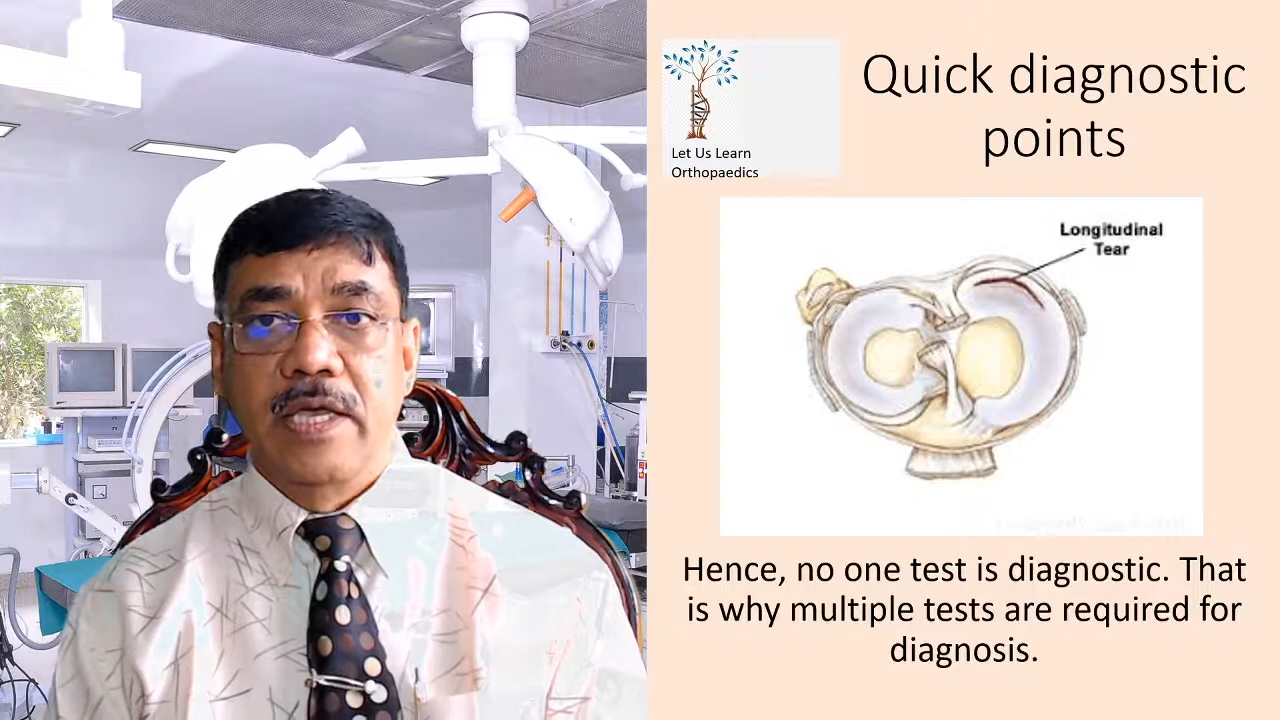 Quick diagnostic
points
Let Us Learn
Orthopaedics
Longitudinal
Tear
Hence, no one test is diagnostic. That
is why multiple tests are required for
diagnosis.